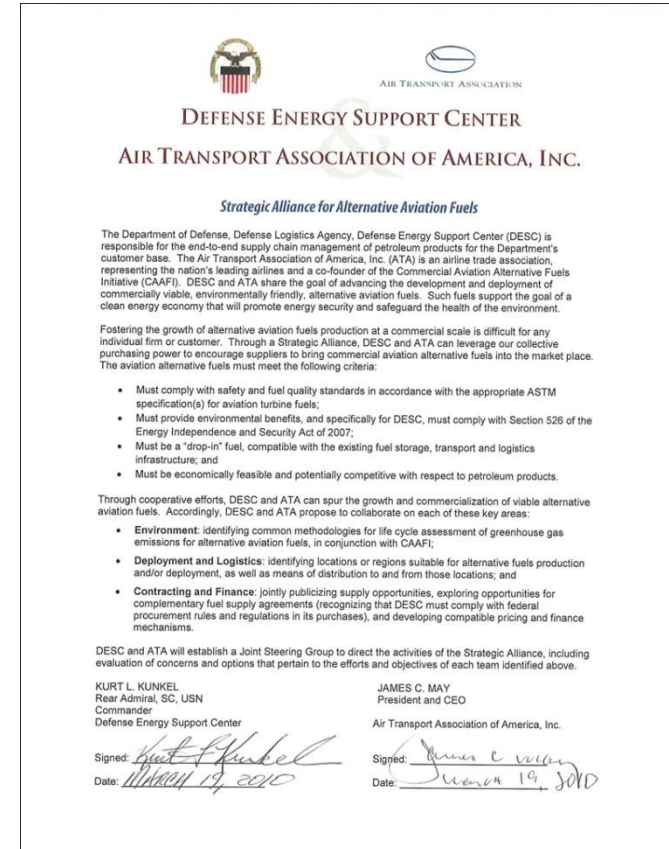 AIR TRANSPORT ASSOCIATION
&
DEFENSE ENERGY SUPPORT CENTER
AIR TRANSPORT ASSOCIATION OF AMERICA, INC.
Strategic Alliance for Alternative Aviation Fuels
The Department of Defense, Defense Logistics Agency, Defense Energy Support Center (DESC) is
responsible for the end-to-end supply chain management of petroleum products for the Department's
customer base. The Air Transport Association of America, Inc. (ATA) is an airline trade association,
representing the nation's leading airlines and a co-founder of the Commercial Aviation Alternative Fuels
Initiative (CAAFI). DESC and ATA share the goal of advancing the development and deployment of
commercially viable, environmentally friendly, alternative aviation fuels. Such fuels support the goal of a
clean energy economy that will promote energy security and safeguard the health of the environment.
Fostering the growth of alternative aviation fuels production at a commercial scale is difficult for any
individual firm or customer. Through a Strategic Alliance, DESC and ATA can leverage our collective
purchasing power to encourage suppliers to bring commercial aviation alternative fuels into the market place.
The aviation alternative fuels must meet the following criteria:
• Must comply with safety and fuel quality standards in accordance with the appropriate ASTM
specification(s) for aviation turbine fuels;
• Must provide environmental benefits, and specifically for DESC, must comply with Section 526 of the
Energy Independence and Security Act of 2007;
• Must be a "drop-in" fuel, compatible with the existing fuel storage, transport and logistics
infrastructure; and
• Must be economically feasible and potentially competitive with respect to petroleum products.
Through cooperative efforts, DESC and ATA can spur the growth and commercialization of viable alternative
aviation fuels. Accordingly, DESC and ATA propose to collaborate on each of these key areas:
• Environment: identifying common methodologies for life cycle assessment of greenhouse gas
emissions for alternative aviation fuels, in conjunction with CAAFI;
• Deployment and Logistics: identifying locations or regions suitable for alternative fuels production
and/or deployment, as well as means of distribution to and from those locations; and
• Contracting and Finance: jointly publicizing supply opportunities, exploring opportunities for
complementary fuel supply agreements (recognizing that DESC must comply with federal
procurement rules and regulations in its purchases), and developing compatible pricing and finance
mechanisms.
DESC and ATA will establish a Joint Steering Group to direct the activities of the Strategic Alliance, including
evaluation of concerns and options that pertain to the efforts and objectives of each team identified above.
KURT L. KUNKEL
Rear Admiral, SC, USN
Commander
Defense Energy Support Center
Signed: Kurt L Kunkel
Date: MARCH 19, 2010
JAMES C. MAY
President and CEO
Air Transport Association of America, Inc.
Signed: James C May
Date: March 19, 2010